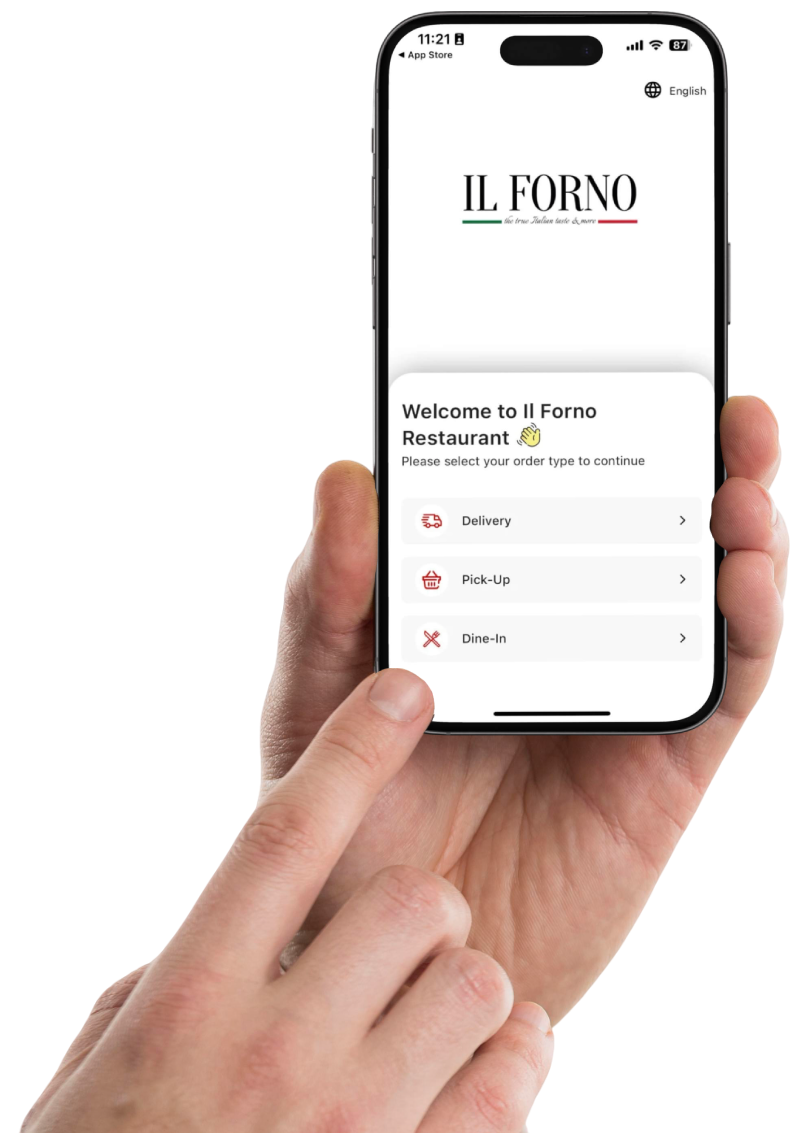 11:21
87
◀ App Store
English
IL FORNO
the true Italian taste & more
Welcome to Il Forno
Restaurant 👋
Please select your order type to continue
Delivery
Pick-Up
Dine-In